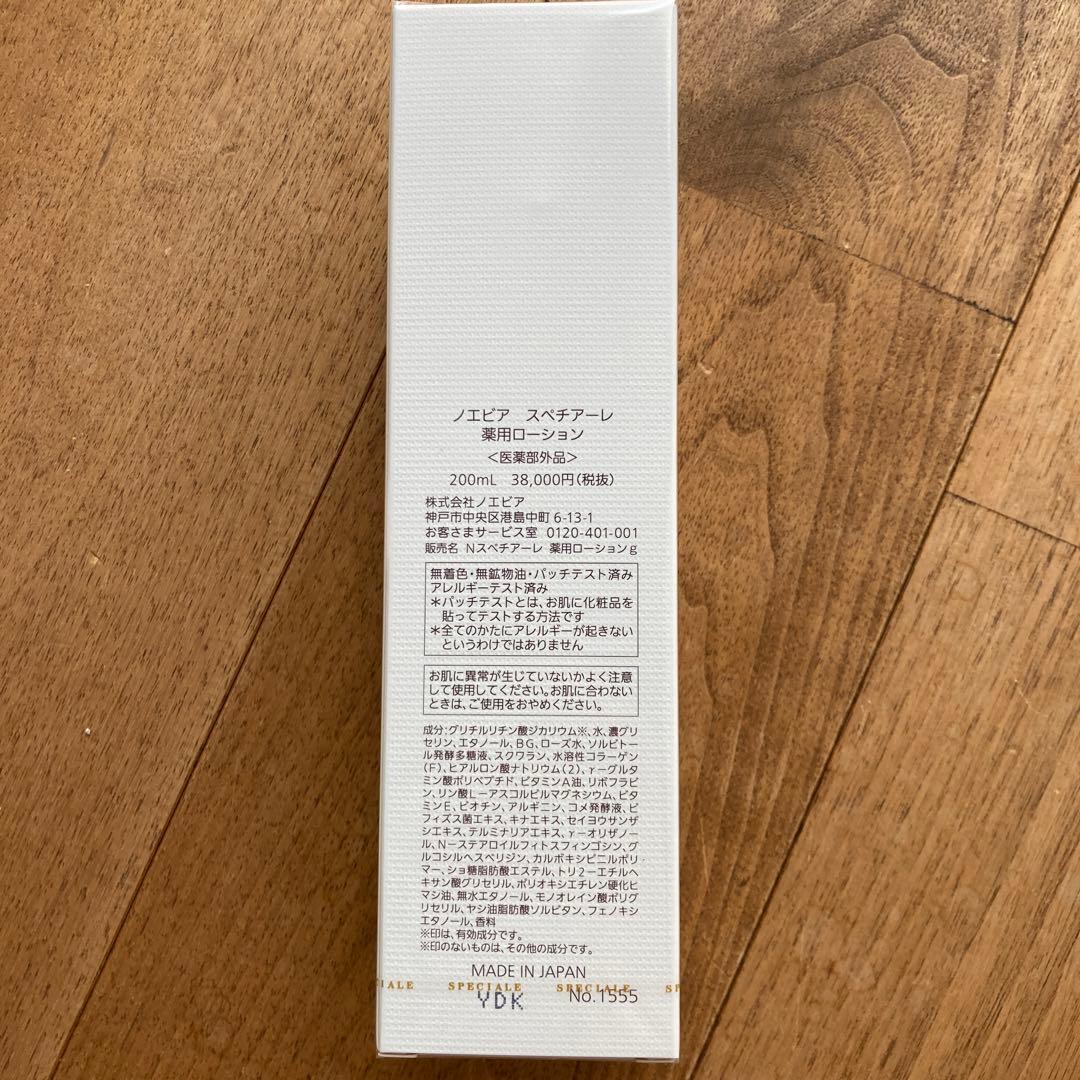 ノエビア スペチアーレ
薬用ローション
<医薬部外品>
200mL 38,000円(税抜)
株式会社ノエビア
神戸市中央区港島中町6-13-1
お客さまサービス室 0120-401-001
販売名 Nスペチアーレ 薬用ローションg
無着色・無鉱物油・パッチテスト済み
アレルギーテスト済み
＊パッチテストとは、お肌に化粧品を
貼ってテストする方法です
＊全てのかたにアレルギーが起きない
というわけではありません
お肌に異常が生じていないかよく注意
して使用してください。お肌に合わない
ときは、ご使用をおやめください。
成分:グリチルリチン酸ジカリウム※、水、濃グリ
セリン、エタノール、BG、ローズ水、ソルビトー
ル発酵多糖液、スクワラン、水溶性コラーゲン
(F)、ヒアルロン酸ナトリウム(2)、γ-グルタ
ミン酸ポリペプチド、ビタミンA油、リボフラビ
ン、リン酸L-アスコルビルマグネシウム、ビタ
ミンE、ビオチン、アルギニン、コメ発酵液、ビ
フィズス菌エキス、キナエキス、セイヨウサンザ
シエキス、テルミナリアエキス、γ-オリザノー
ル、N-ステアロイルフィトスフィンゴシン、グ
ルコシルヘスペリジン、カルボキシビニルポリ
マー、ショ糖脂肪酸エステル、トリ2-エチルヘ
キサン酸グリセリル、ポリオキシエチレン硬化ヒ
マシ油、無水エタノール、モノオレイン酸ポリグ
リセリル、ヤシ油脂肪酸ソルビタン、フェノキシ
エタノール、香料
※印は、有効成分です。
※印のないものは、その他の成分です。
MADE IN JAPAN
IALE SPECIALE SPECIALE SP
YDK No.1555